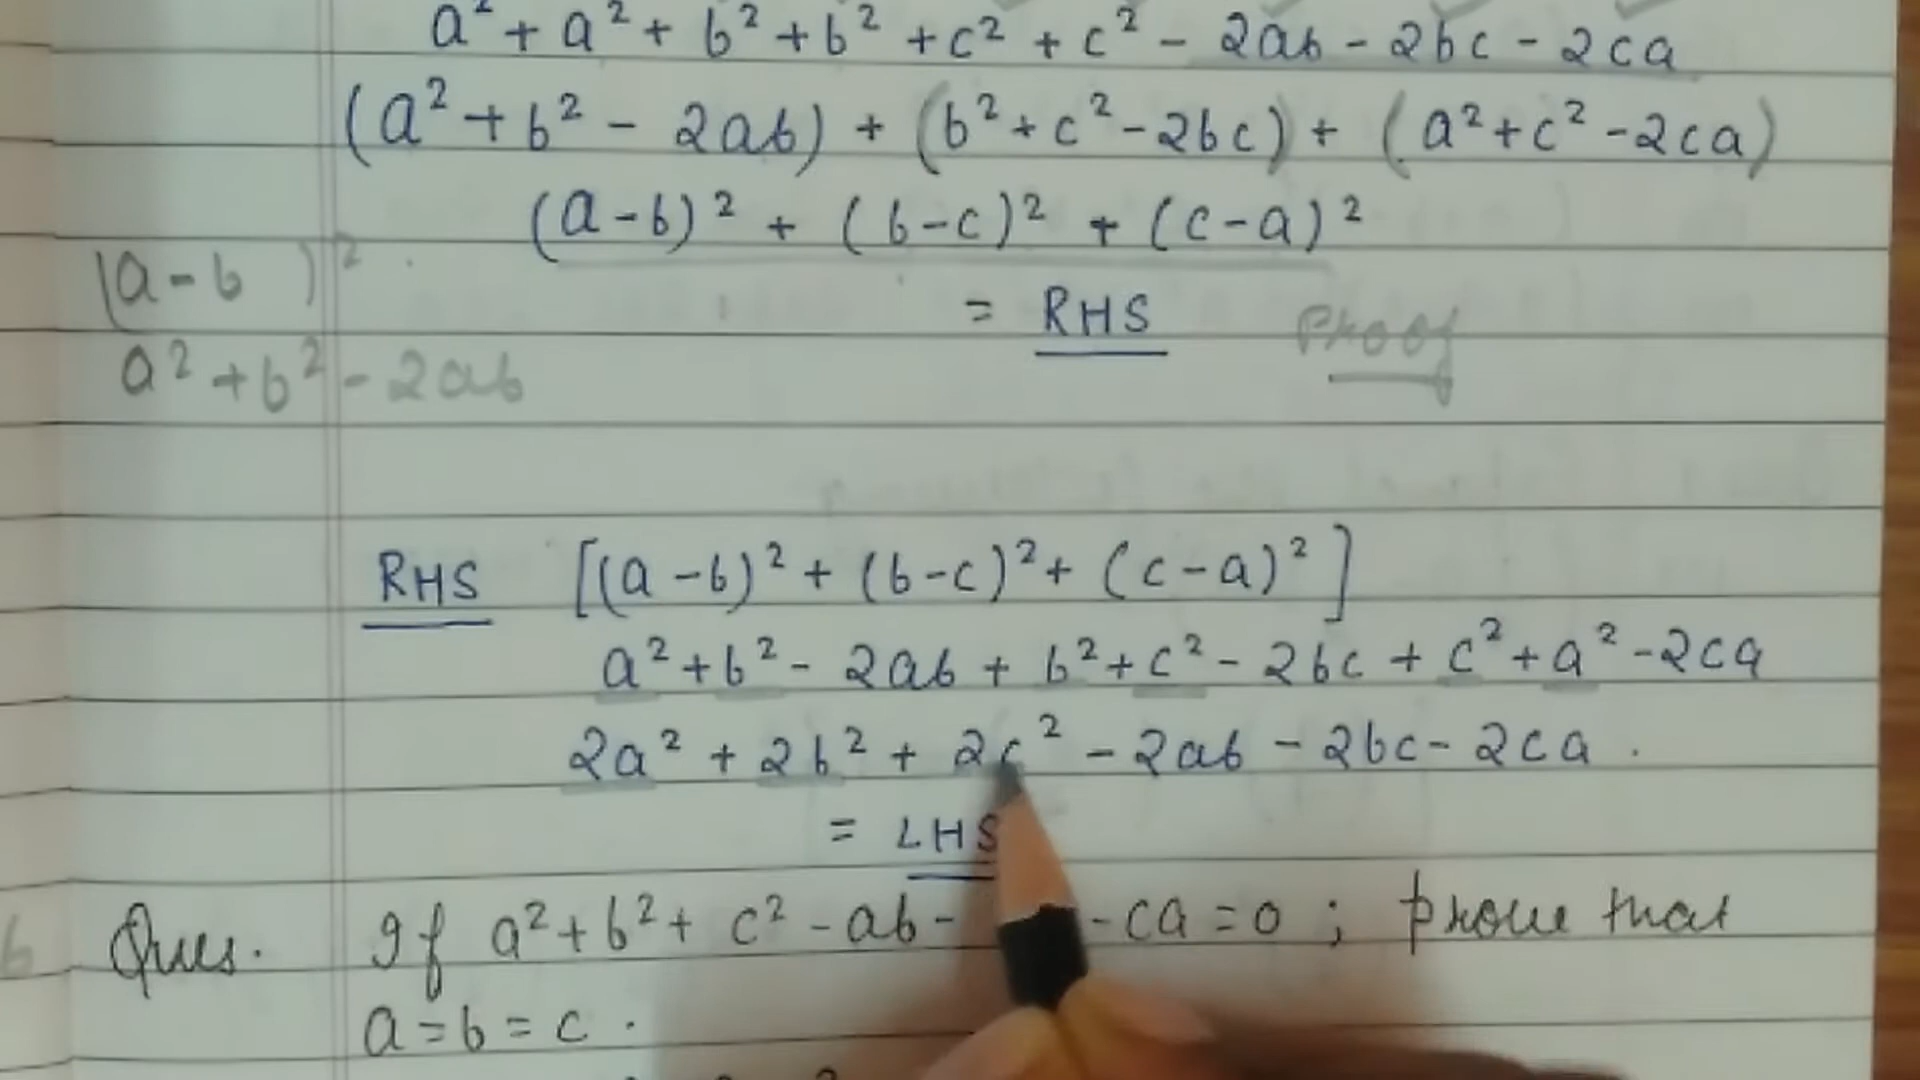 a² + a² + b² + b² + c² + c² - 2ab - 2bc - 2ca
(a² + b² - 2ab) + (b² + c² - 2bc) + (a² + c² - 2ca)
(a - b)² + (b - c)² + (c - a)²
(a - b )²
= RHS Proof
a² + b² - 2ab
RHS [(a - b)² + (b - c)² + (c - a)²]
a² + b² - 2ab + b² + c² - 2bc + c² + a² - 2ca
2a² + 2b² + 2c² - 2ab - 2bc - 2ca .
= LHS
Ques. If a² + b² + c² - ab - - ca = 0 ; prove that
a = b = c .